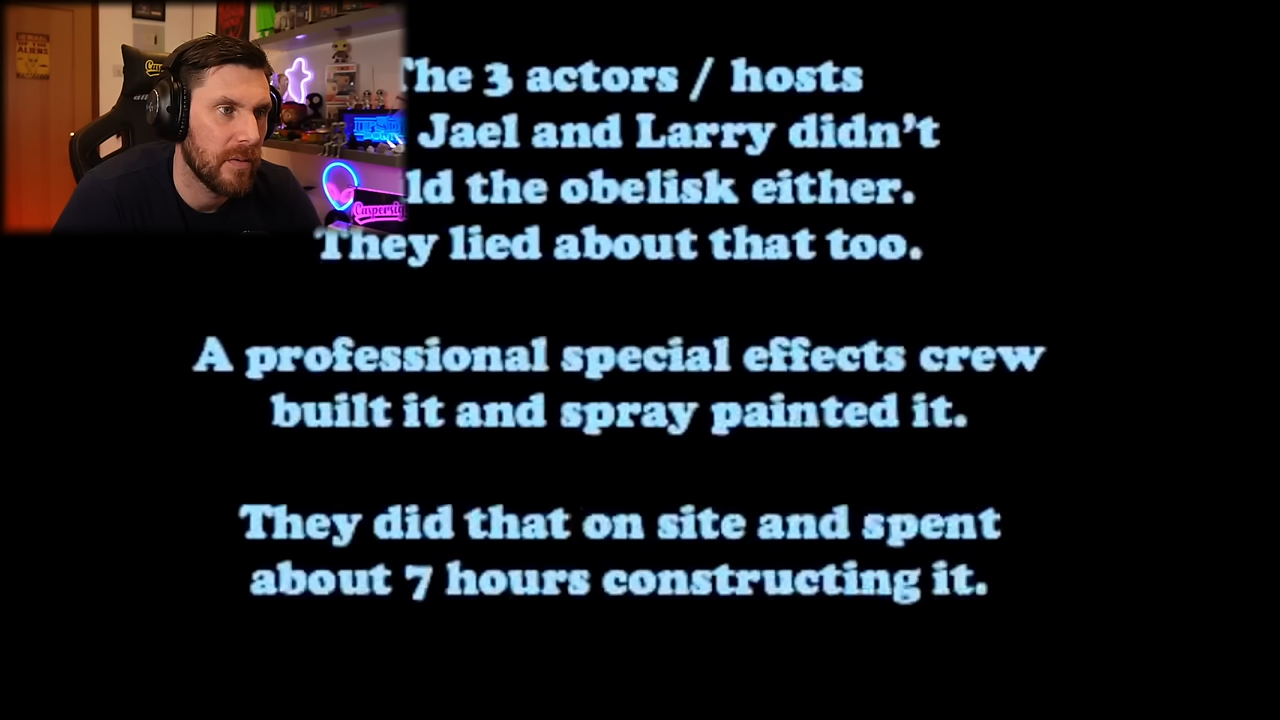 The 3 actors / hosts
Jael and Larry didn't
ld the obelisk either.
They lied about that too.
A professional special effects crew
built it and spray painted it.
They did that on site and spent
about 7 hours constructing it.